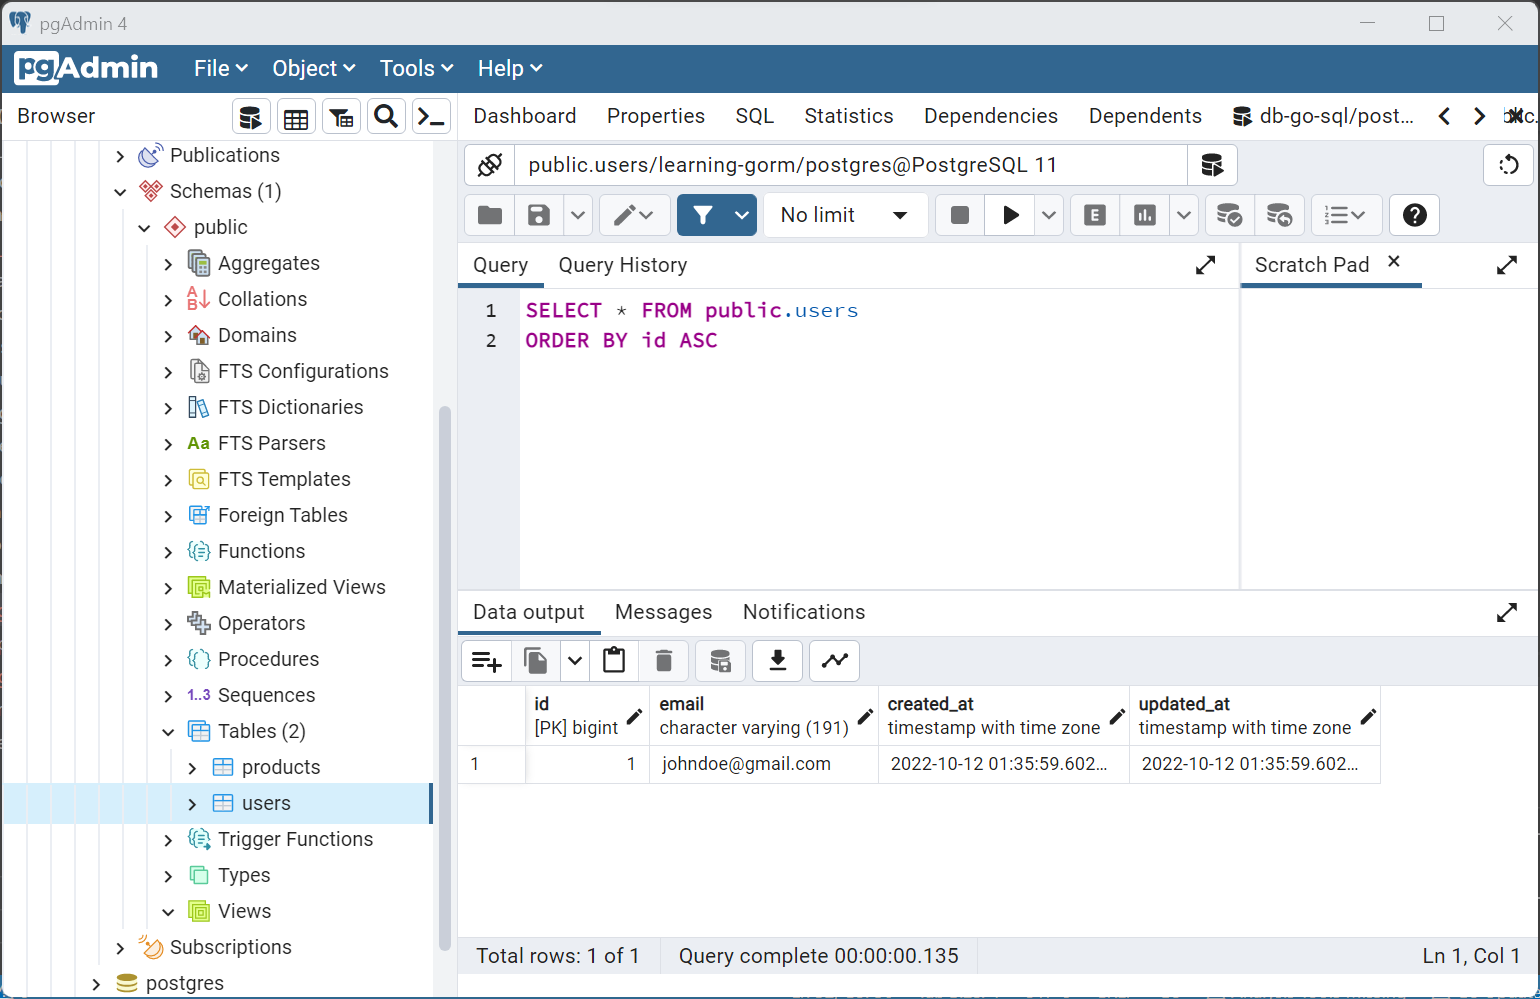 pgAdmin 4
pgAdmin File Object Tools Help
Browser
Dashboard Properties SQL Statistics Dependencies Dependents db-go-sql/post...
Publications
Schemas (1)
public
Aggregates
Collations
Domains
FTS Configurations
FTS Dictionaries
Aa FTS Parsers
FTS Templates
Foreign Tables
Functions
Materialized Views
Operators
Procedures
1..3 Sequences
Tables (2)
products
users
Trigger Functions
Types
Views
Subscriptions
postgres
public.users/learning-gorm/postgres@PostgreSQL 11
No limit
E
Query Query History
Scratch Pad
1 SELECT * FROM public.users
2 ORDER BY id ASC
Data output Messages Notifications
id email created_at updated_at
[PK] bigint character varying (191) timestamp with time zone timestamp with time zone
1 1 johndoe@gmail.com 2022-10-12 01:35:59.602... 2022-10-12 01:35:59.602...
Total rows: 1 of 1 Query complete 00:00:00.135 Ln 1, Col 1